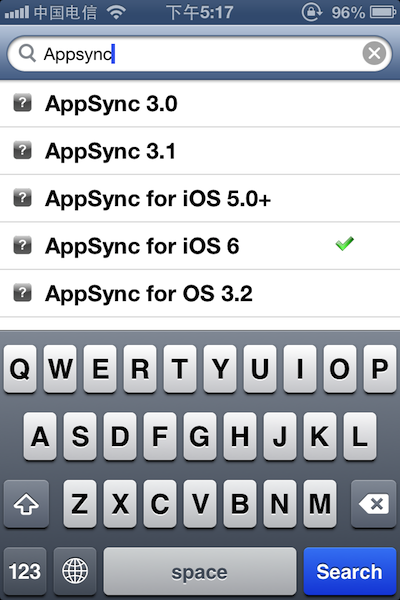 中国电信 下午5:17 96%
Appsync
? AppSync 3.0
? AppSync 3.1
? AppSync for iOS 5.0+
? AppSync for iOS 6
? AppSync for OS 3.2
Q W E R T Y U I O P
A S D F G H J K L
Z X C V B N M
123 space Search